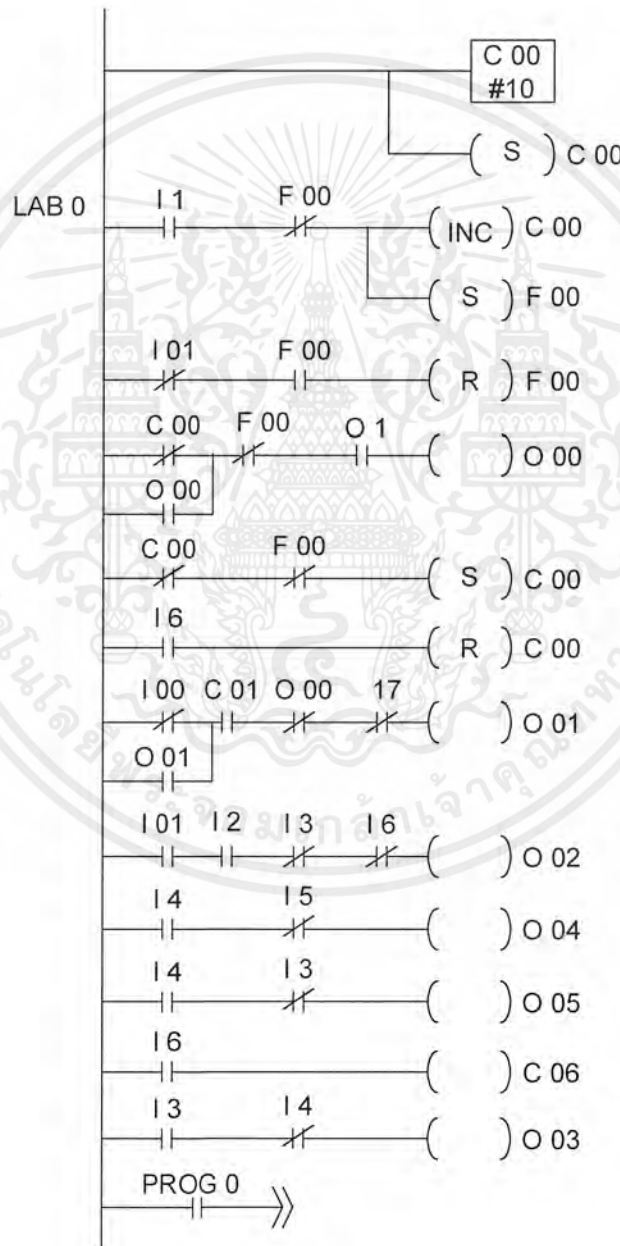 C 00
#10
( S ) C 00
LAB 0
I 1 F 00
( INC ) C 00
( S ) F 00
I 01 F 00
( R ) F 00
C 00 F 00 O 1
( ) O 00
O 00
C 00 F 00
( S ) C 00
I 6
( R ) C 00
I 00 C 01 O 00 17
( ) O 01
O 01
I 01 I 2 I 3 I 6
( ) O 02
I 4 I 5
( ) O 04
I 4 I 3
( ) O 05
I 6
( ) C 06
I 3 I 4
( ) O 03
PROG 0